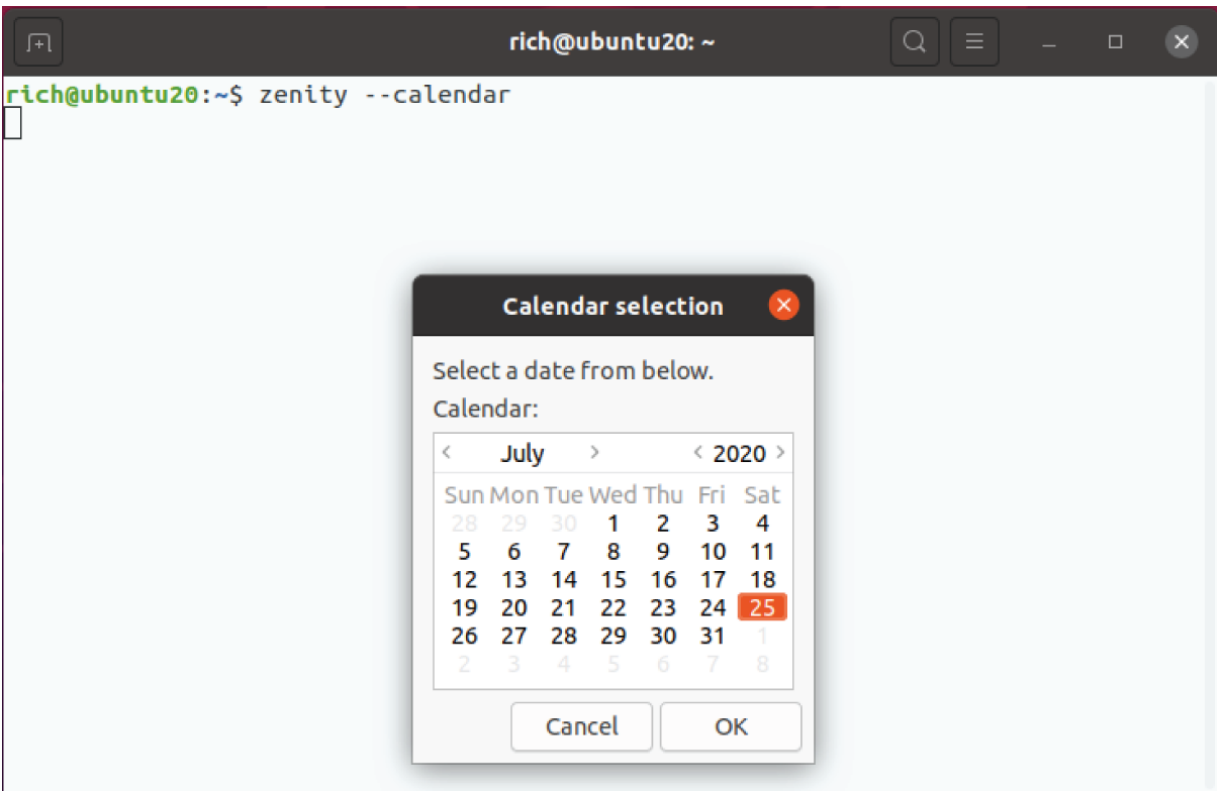 rich@ubuntu20: ~
rich@ubuntu20:~$ zenity --calendar
Calendar selection
Select a date from below.
Calendar:
< July > < 2020 >
Sun Mon Tue Wed Thu Fri Sat
28 29 30 1 2 3 4
5 6 7 8 9 10 11
12 13 14 15 16 17 18
19 20 21 22 23 24 25
26 27 28 29 30 31 1
2 3 4 5 6 7 8
Cancel OK